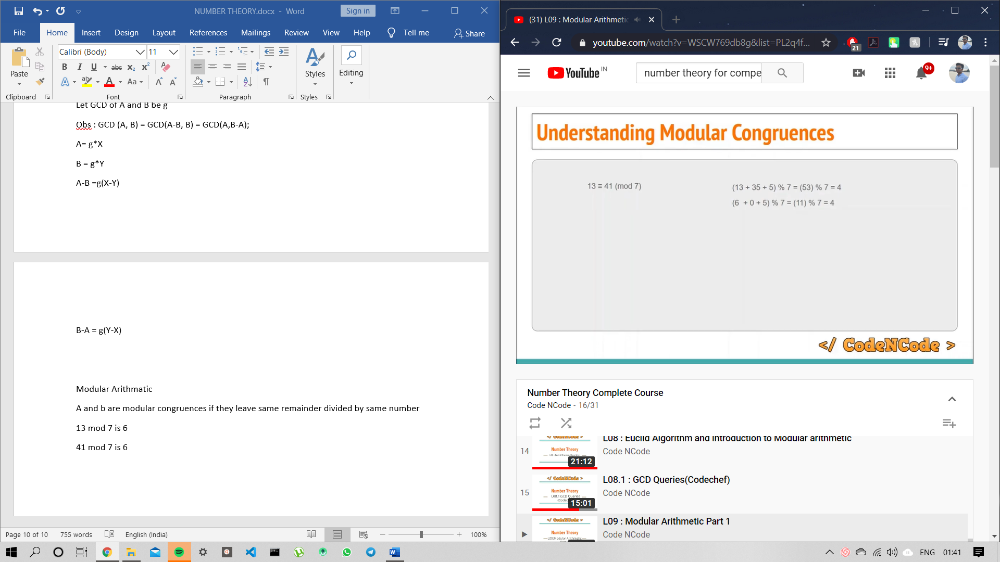 NUMBER THEORY.docx - Word
Sign in
File Home Insert Design Layout References Mailings Review View Help Tell me Share
Paste
Calibri (Body) 11
Styles
Editing
Clipboard Font Paragraph Styles
Let GCD of A and B be g
Obs : GCD (A, B) = GCD(A-B, B) = GCD(A,B-A);
A= g*X
B = g*Y
A-B =g(X-Y)
B-A = g(Y-X)
Modular Arithmatic
A and b are modular congruences if they leave same remainder divided by same number
13 mod 7 is 6
41 mod 7 is 6
Page 10 of 10 755 words English (India) 100%
(31) L09 : Modular Arithmetic
youtube.com/watch?v=WSCW769db8g&list=PL2q4f...
21
YouTube IN
number theory for compe
9+
Understanding Modular Congruences
13 ≡ 41 (mod 7)
(13 + 35 + 5) % 7 = (53) % 7 = 4
(6 + 0 + 5) % 7 = (11) % 7 = 4
</ CodeNCode >
Number Theory Complete Course
Code NCode - 16/31
14
</ CodeNCode >
Number Theory
21:12
L08 : Euclid Algorithm and Introduction to Modular arithmetic
Code NCode
15
</ CodeNCode >
Number Theory
L08.1:GCD Queries
15:01
L08.1 : GCD Queries(Codechef)
Code NCode
</ CodeNCode >
Number Theory
L09 : Modular Arithmetic Part 1
Code NCode
ENG 01:41